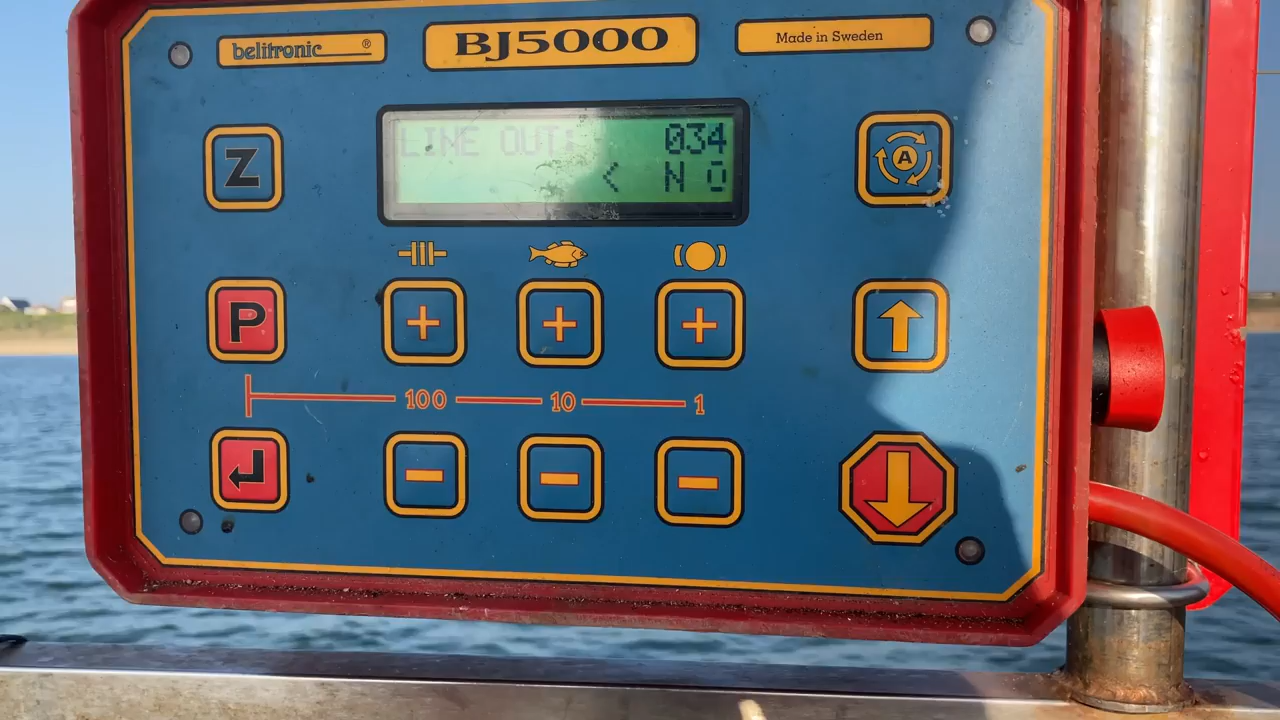 belitronic ®
BJ5000
Made in Sweden
LINE OUT: 034
< N 0
Z
A
P
+ + +
100 10 1
- - -